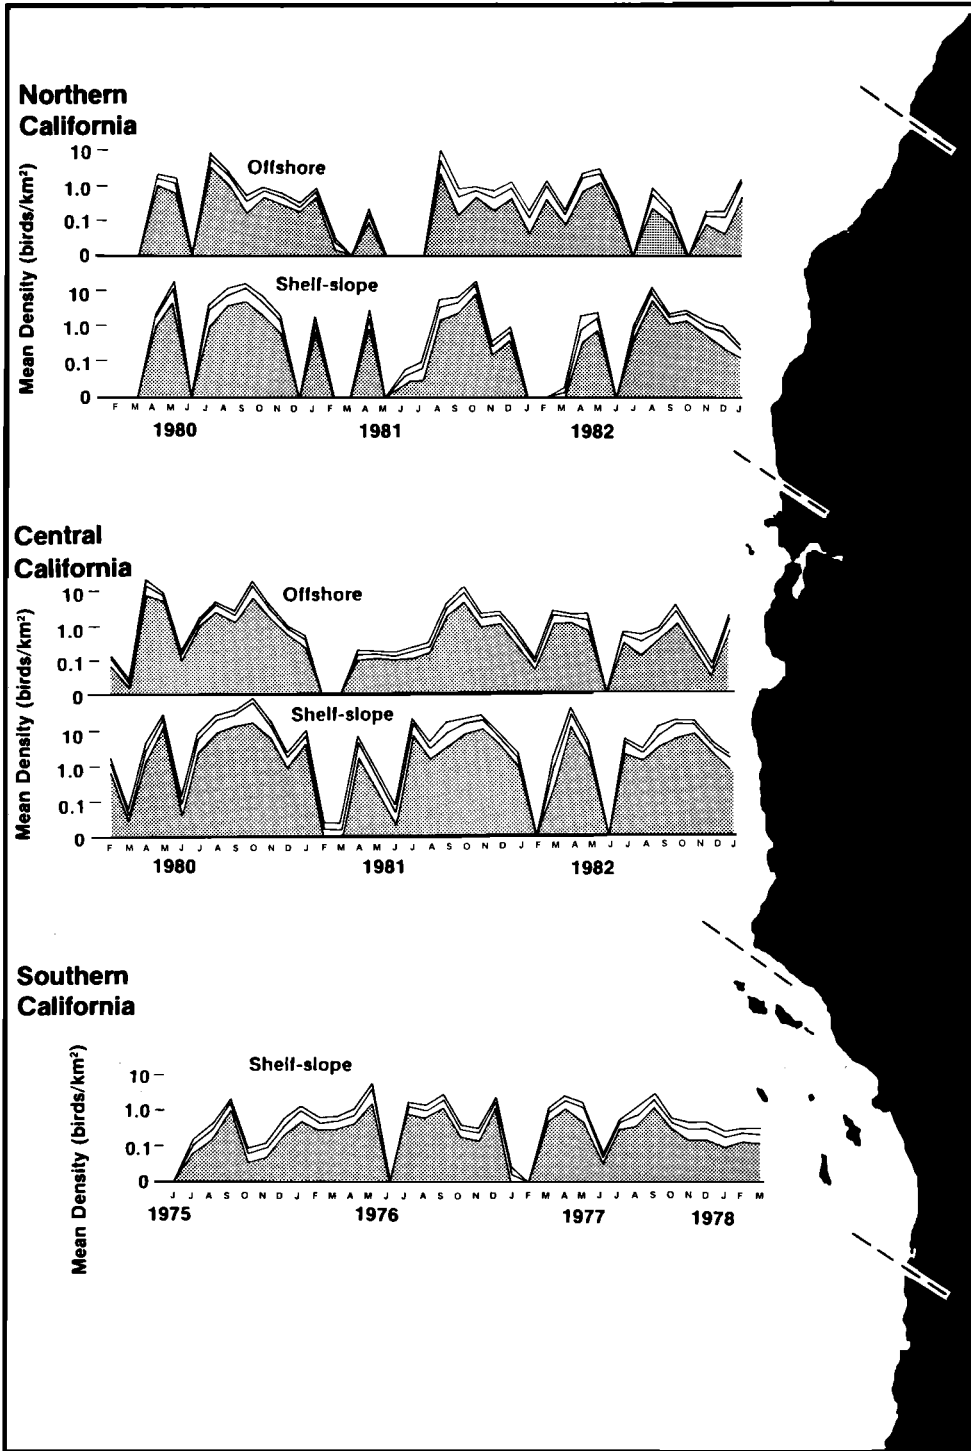 Northern
California
Mean Density (birds/km²)
Offshore
10
1.0
0.1
0
Shelf-slope
10
1.0
0.1
0
F M A M J J A S O N D J F M A M J J A S O N D J F M A M J J A S O N D J
1980 1981 1982
Central
California
Mean Density (birds/km²)
Offshore
10
1.0
0.1
0
Shelf-slope
10
1.0
0.1
0
F M A M J J A S O N D J F M A M J J A S O N D J F M A M J J A S O N D J
1980 1981 1982
Southern
California
Mean Density (birds/km²)
Shelf-slope
10
1.0
0.1
0
J J A S O N D J F M A M J J A S O N D J F M A M J J A S O N D J F M
1975 1976 1977 1978